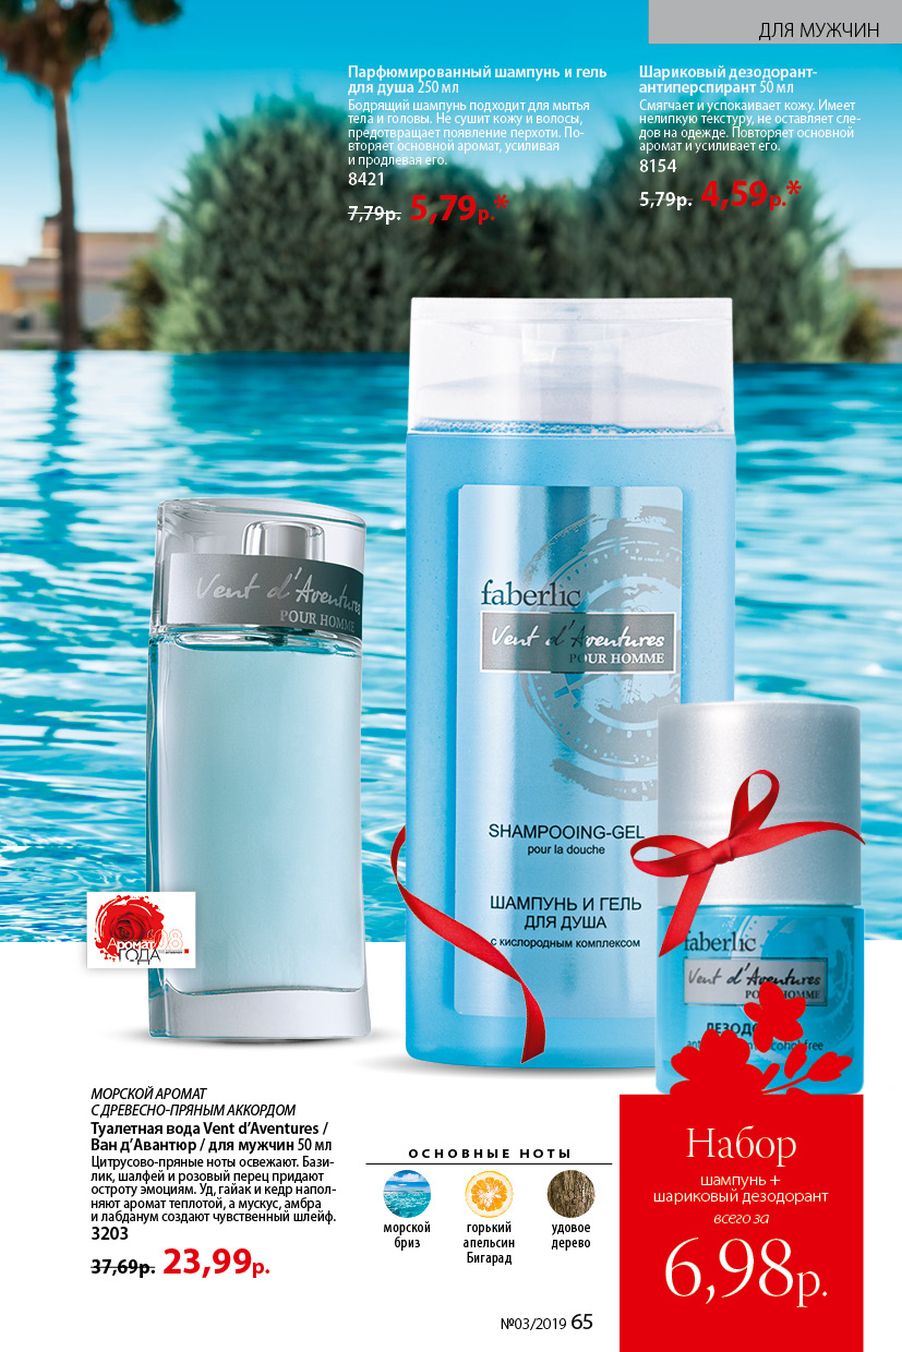 ДЛЯ МУЖЧИН
Парфюмированный шампунь и гель
для душа 250 мл
Бодрящий шампунь подходит для мытья
тела и головы. Не сушит кожу и волосы,
предотвращает появление перхоти. По-
вторяет основной аромат, усиливая
и продлевая его.
8421
7,79р. 5,79р.*
Шариковый дезодорант-
антиперспирант 50 мл
Смягчает и успокаивает кожу. Имеет
нелипкую текстуру, не оставляет сле-
дов на одежде. Повторяет основной
аромат и усиливает его.
8154
5,79р. 4,59р.*
Vent d'Aventures
POUR HOMME
faberlic
Vent d'Aventures
POUR HOMME
SHAMPOOING-GEL
pour la douche
ШАМПУНЬ И ГЕЛЬ
ДЛЯ ДУША
с кислородным комплексом
faberlic
Vent d'Aventures
POUR HOMME
Аромат '08
ГОДА
МОРСКОЙ АРОМАТ
С ДРЕВЕСНО-ПРЯНЫМ АККОРДОМ
Туалетная вода Vent d’Aventures /
Ван д’Авантюр / для мужчин 50 мл
Цитрусово-пряные ноты освежают. Бази-
лик, шалфей и розовый перец придают
остроту эмоциям. Уд, гайак и кедр напол-
няют аромат теплотой, а мускус, амбра
и лабданум создают чувственный шлейф.
3203
37,69р. 23,99р.
ОСНОВНЫЕ НОТЫ
морской
бриз
горький
апельсин
Бигарад
удовое
дерево
Набор
шампунь +
шариковый дезодорант
всего за
6,98р.
№03/2019 65